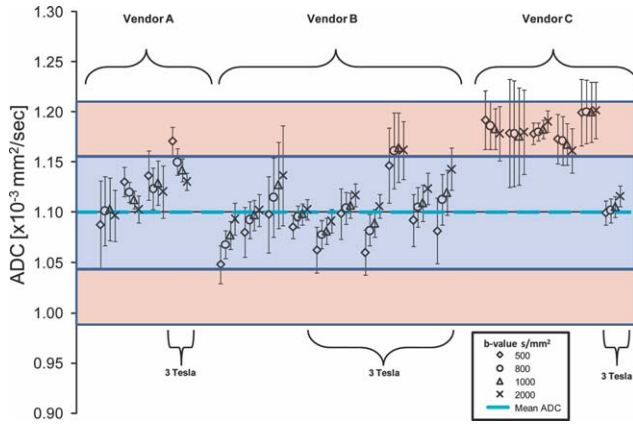 Vendor A Vendor B Vendor C
ADC [x10⁻³ mm²/sec]
1.30
1.25
1.20
1.15
1.10
1.05
1.00
0.95
0.90
3 Tesla
3 Tesla
3 Tesla
b-value s/mm²
500
800
1000
2000
Mean ADC